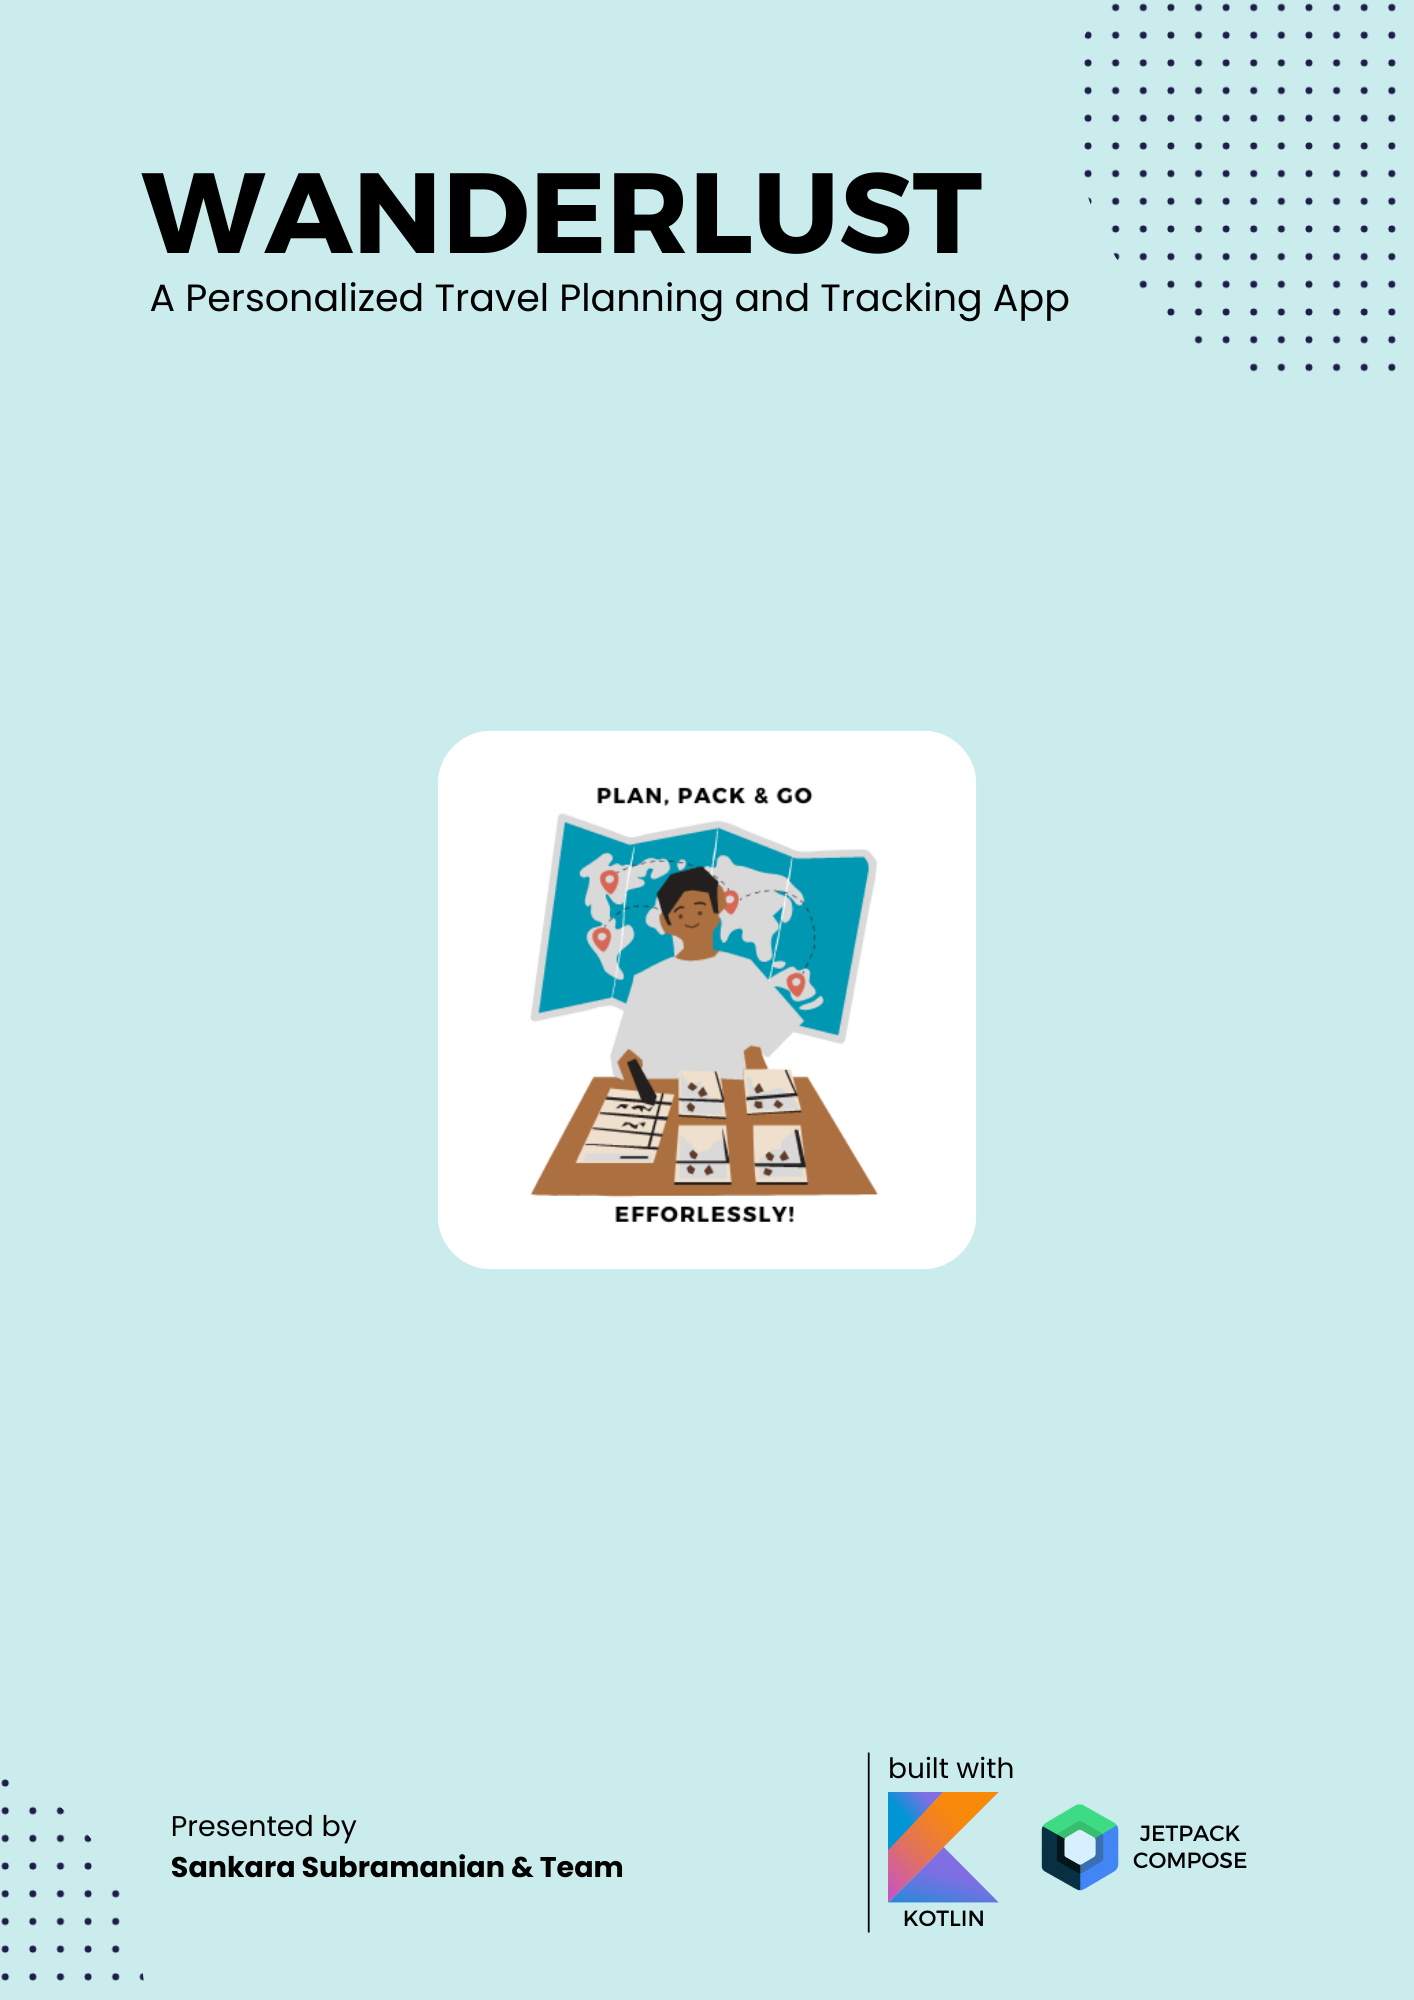 WANDERLUST
A Personalized Travel Planning and Tracking App
PLAN, PACK & GO
EFFORLESSLY!
Presented by
Sankara Subramanian & Team
built with
KOTLIN
JETPACK
COMPOSE